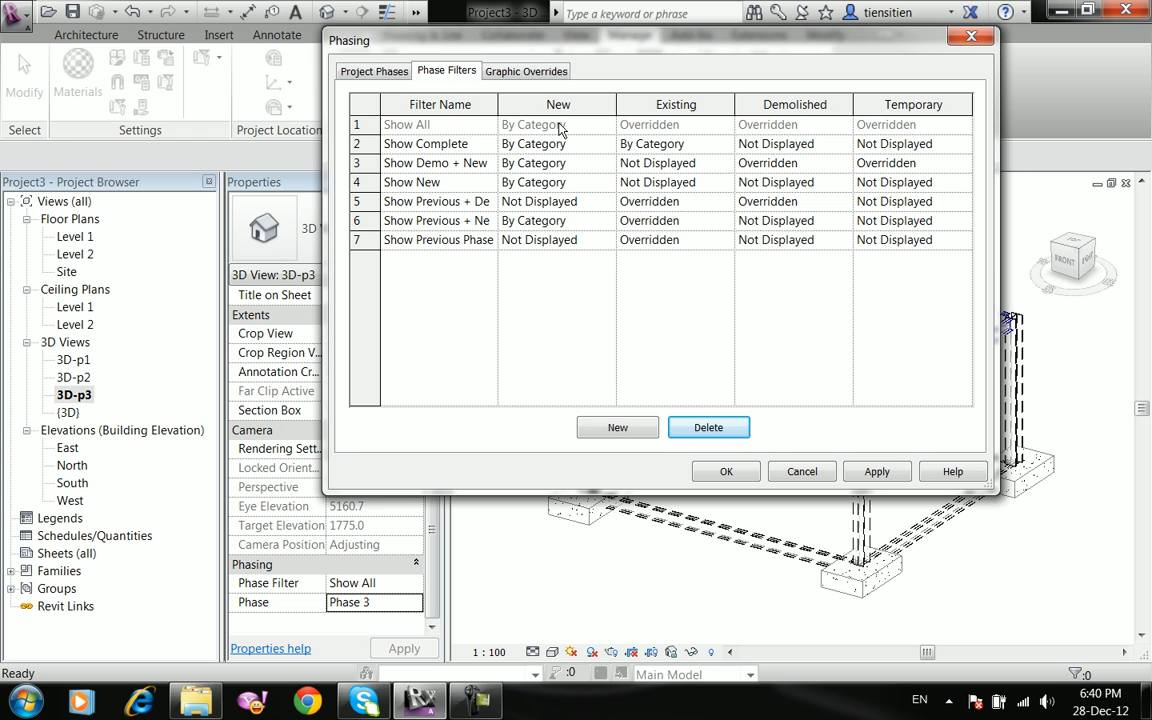 Project3 - 3D
Type a keyword or phrase
tiensitien
Architecture
Structure
Insert
Annotate
Modify
Materials
Select
Settings
Project Location
Phasing
Project Phases
Phase Filters
Graphic Overrides
Filter Name
New
Existing
Demolished
Temporary
1 Show All By Category Overridden Overridden Overridden
2 Show Complete By Category By Category Not Displayed Not Displayed
3 Show Demo + New By Category Not Displayed Overridden Overridden
4 Show New By Category Not Displayed Not Displayed Not Displayed
5 Show Previous + De Not Displayed Overridden Overridden Not Displayed
6 Show Previous + Ne By Category Overridden Not Displayed Not Displayed
7 Show Previous Phase Not Displayed Overridden Not Displayed Not Displayed
New
Delete
OK
Cancel
Apply
Help
Project3 - Project Browser
Views (all)
Floor Plans
Level 1
Level 2
Site
Ceiling Plans
Level 1
Level 2
3D Views
3D-p1
3D-p2
3D-p3
{3D}
Elevations (Building Elevation)
East
North
South
West
Legends
Schedules/Quantities
Sheets (all)
Families
Groups
Revit Links
Properties
3D
3D View: 3D-p3
Title on Sheet
Extents
Crop View
Crop Region V...
Annotation Cr...
Far Clip Active
Section Box
Camera
Rendering Sett...
Locked Orient...
Perspective
Eye Elevation 5160.7
Target Elevation 1775.0
Camera Position Adjusting
Phasing
Phase Filter Show All
Phase Phase 3
Properties help
Apply
FRONT
1 : 100
Ready
:0
Main Model
:0
EN
6:40 PM
28-Dec-12